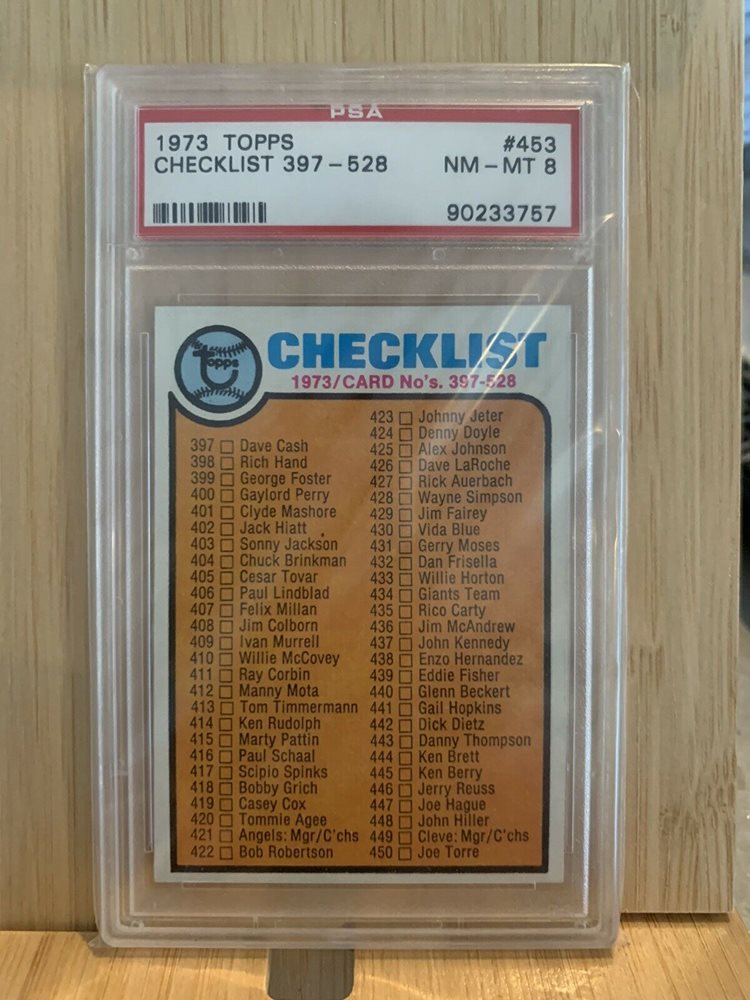 PSA
1973 TOPPS #453
CHECKLIST 397-528 NM-MT 8
90233757
Topps
CHECKLIST
1973/CARD No's. 397-528
397 Dave Cash
398 Rich Hand
399 George Foster
400 Gaylord Perry
401 Clyde Mashore
402 Jack Hiatt
403 Sonny Jackson
404 Chuck Brinkman
405 Cesar Tovar
406 Paul Lindblad
407 Felix Millan
408 Jim Colborn
409 Ivan Murrell
410 Willie McCovey
411 Ray Corbin
412 Manny Mota
413 Tom Timmermann
414 Ken Rudolph
415 Marty Pattin
416 Paul Schaal
417 Scipio Spinks
418 Bobby Grich
419 Casey Cox
420 Tommie Agee
421 Angels: Mgr/C'chs
422 Bob Robertson
423 Johnny Jeter
424 Denny Doyle
425 Alex Johnson
426 Dave LaRoche
427 Rick Auerbach
428 Wayne Simpson
429 Jim Fairey
430 Vida Blue
431 Gerry Moses
432 Dan Frisella
433 Willie Horton
434 Giants Team
435 Rico Carty
436 Jim McAndrew
437 John Kennedy
438 Enzo Hernandez
439 Eddie Fisher
440 Glenn Beckert
441 Gail Hopkins
442 Dick Dietz
443 Danny Thompson
444 Ken Brett
445 Ken Berry
446 Jerry Reuss
447 Joe Hague
448 John Hiller
449 Cleve: Mgr/C'chs
450 Joe Torre